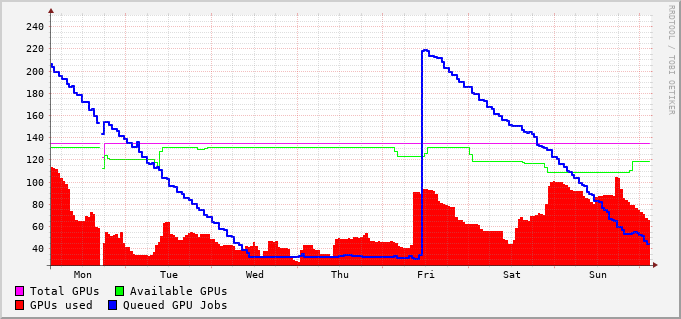 RRDTOOL / TOBI OETIKER
240
220
200
180
160
140
120
100
80
60
40
Mon Tue Wed Thu Fri Sat Sun
Total GPUs Available GPUs
GPUs used Queued GPU Jobs